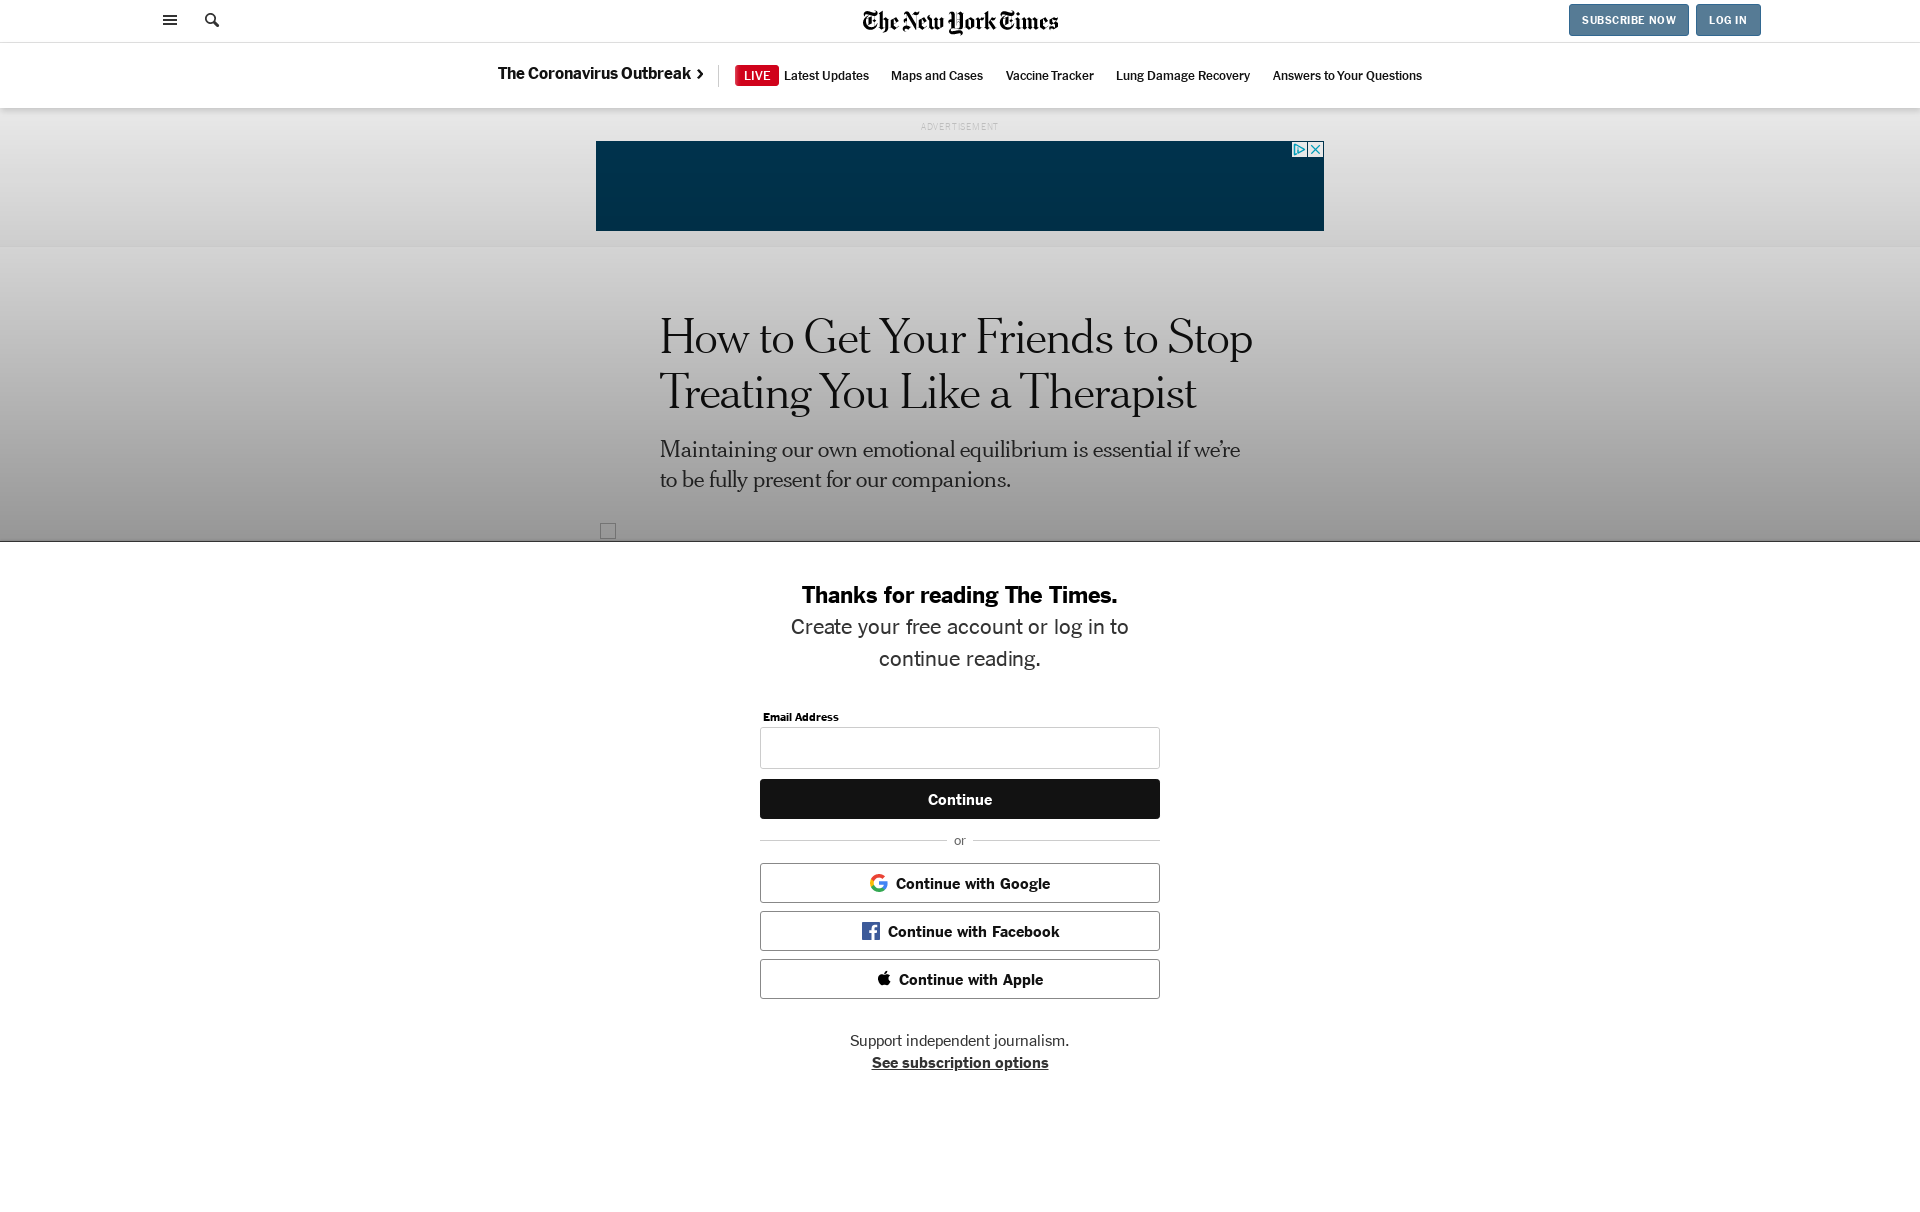 The New York Times
SUBSCRIBE NOW
LOG IN
The Coronavirus Outbreak
LIVE Latest Updates
Maps and Cases
Vaccine Tracker
Lung Damage Recovery
Answers to Your Questions
ADVERTISEMENT
How to Get Your Friends to Stop
Treating You Like a Therapist
Maintaining our own emotional equilibrium is essential if we’re
to be fully present for our companions.
Thanks for reading The Times.
Create your free account or log in to
continue reading.
Email Address
Continue
or
Continue with Google
Continue with Facebook
Continue with Apple
Support independent journalism.
See subscription options